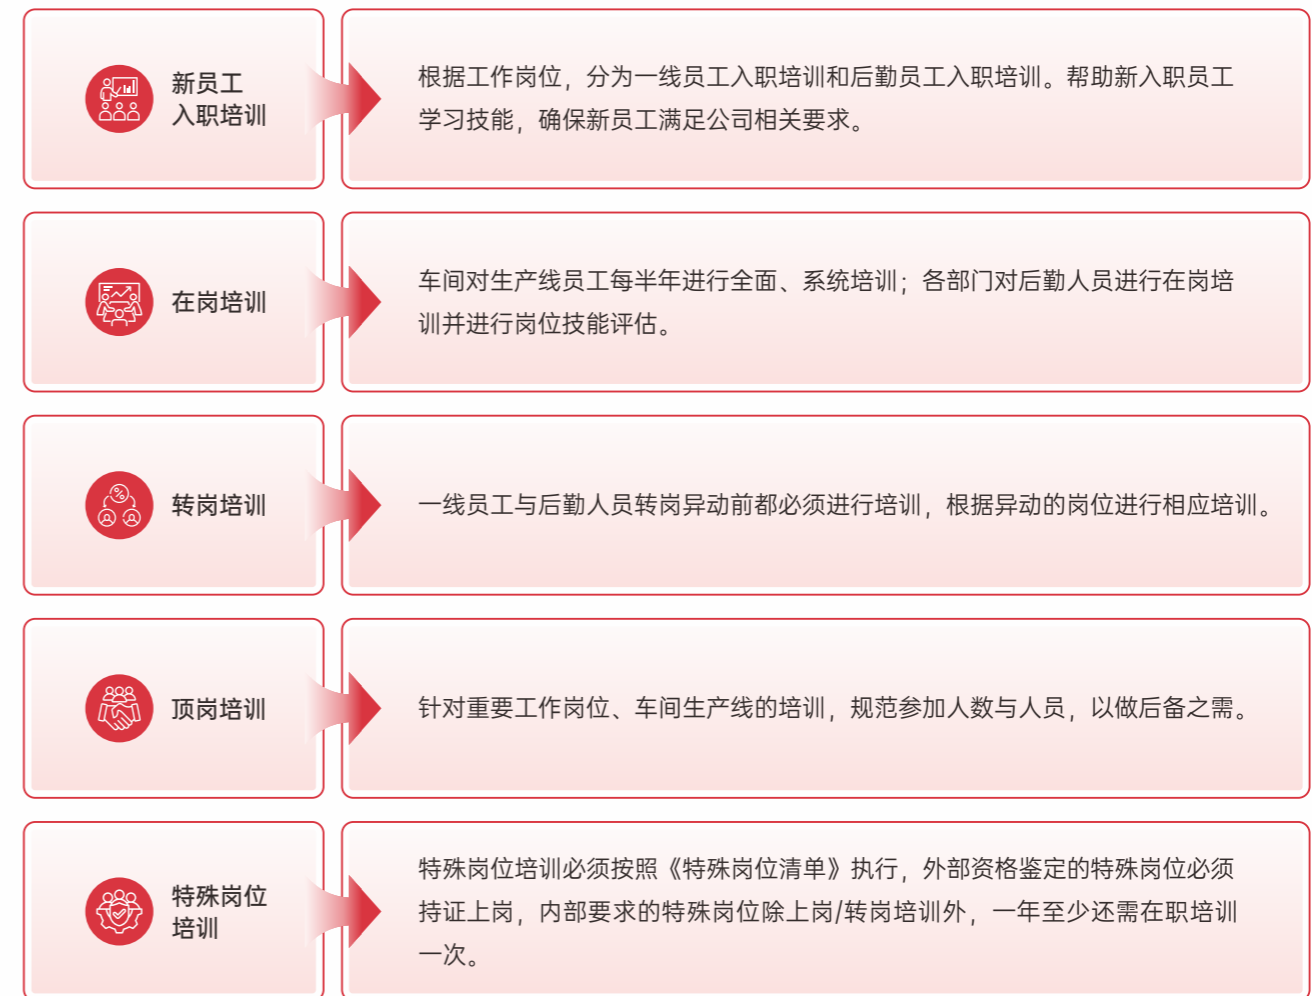 新员工
入职培训
根据工作岗位，分为一线员工入职培训和后勤员工入职培训。帮助新入职员工
学习技能，确保新员工满足公司相关要求。
在岗培训
车间对生产线员工每半年进行全面、系统培训；各部门对后勤人员进行在岗培
训并进行岗位技能评估。
转岗培训
一线员工与后勤人员转岗异动前都必须进行培训，根据异动的岗位进行相应培训。
顶岗培训
针对重要工作岗位、车间生产线的培训，规范参加人数与人员，以做后备之需。
特殊岗位
培训
特殊岗位培训必须按照《特殊岗位清单》执行，外部资格鉴定的特殊岗位必须
持证上岗，内部要求的特殊岗位除上岗/转岗培训外，一年至少还需在职培训
一次。